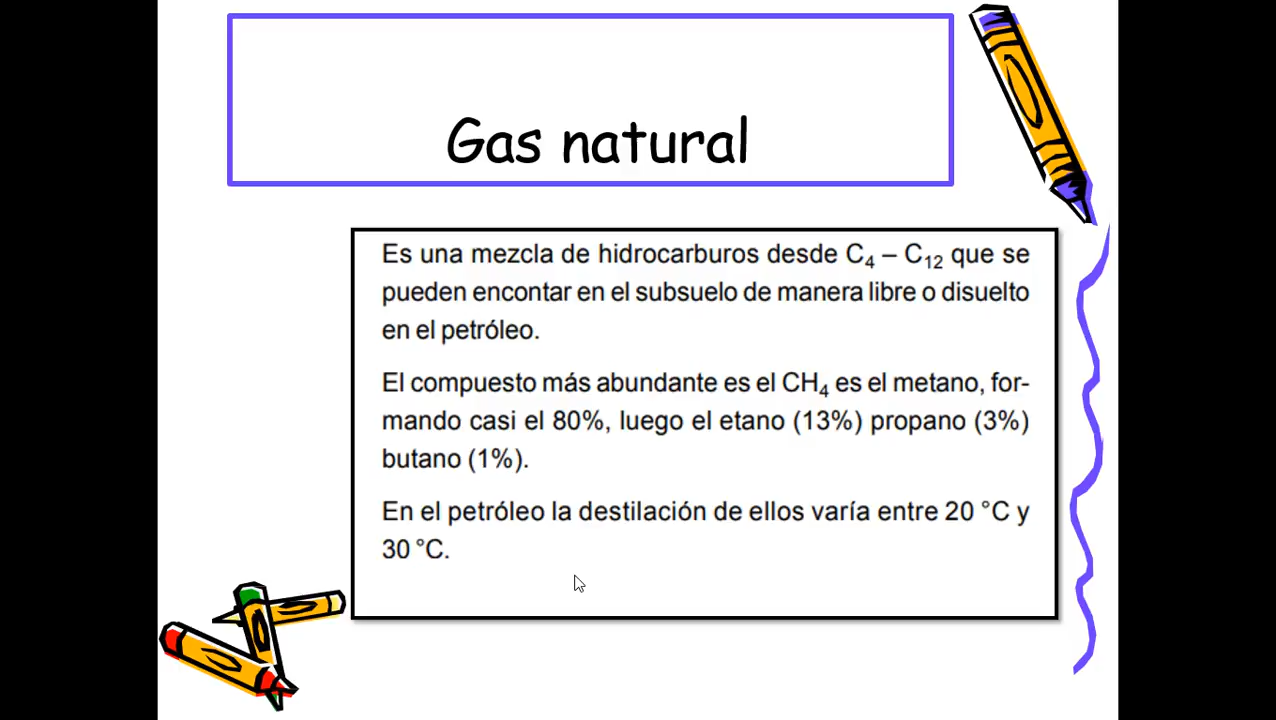 Gas natural
Es una mezcla de hidrocarburos desde C₄ – C₁₂ que se
pueden encontar en el subsuelo de manera libre o disuelto
en el petróleo.
El compuesto más abundante es el CH₄ es el metano, for-
mando casi el 80%, luego el etano (13%) propano (3%)
butano (1%).
En el petróleo la destilación de ellos varía entre 20 °C y
30 °C.